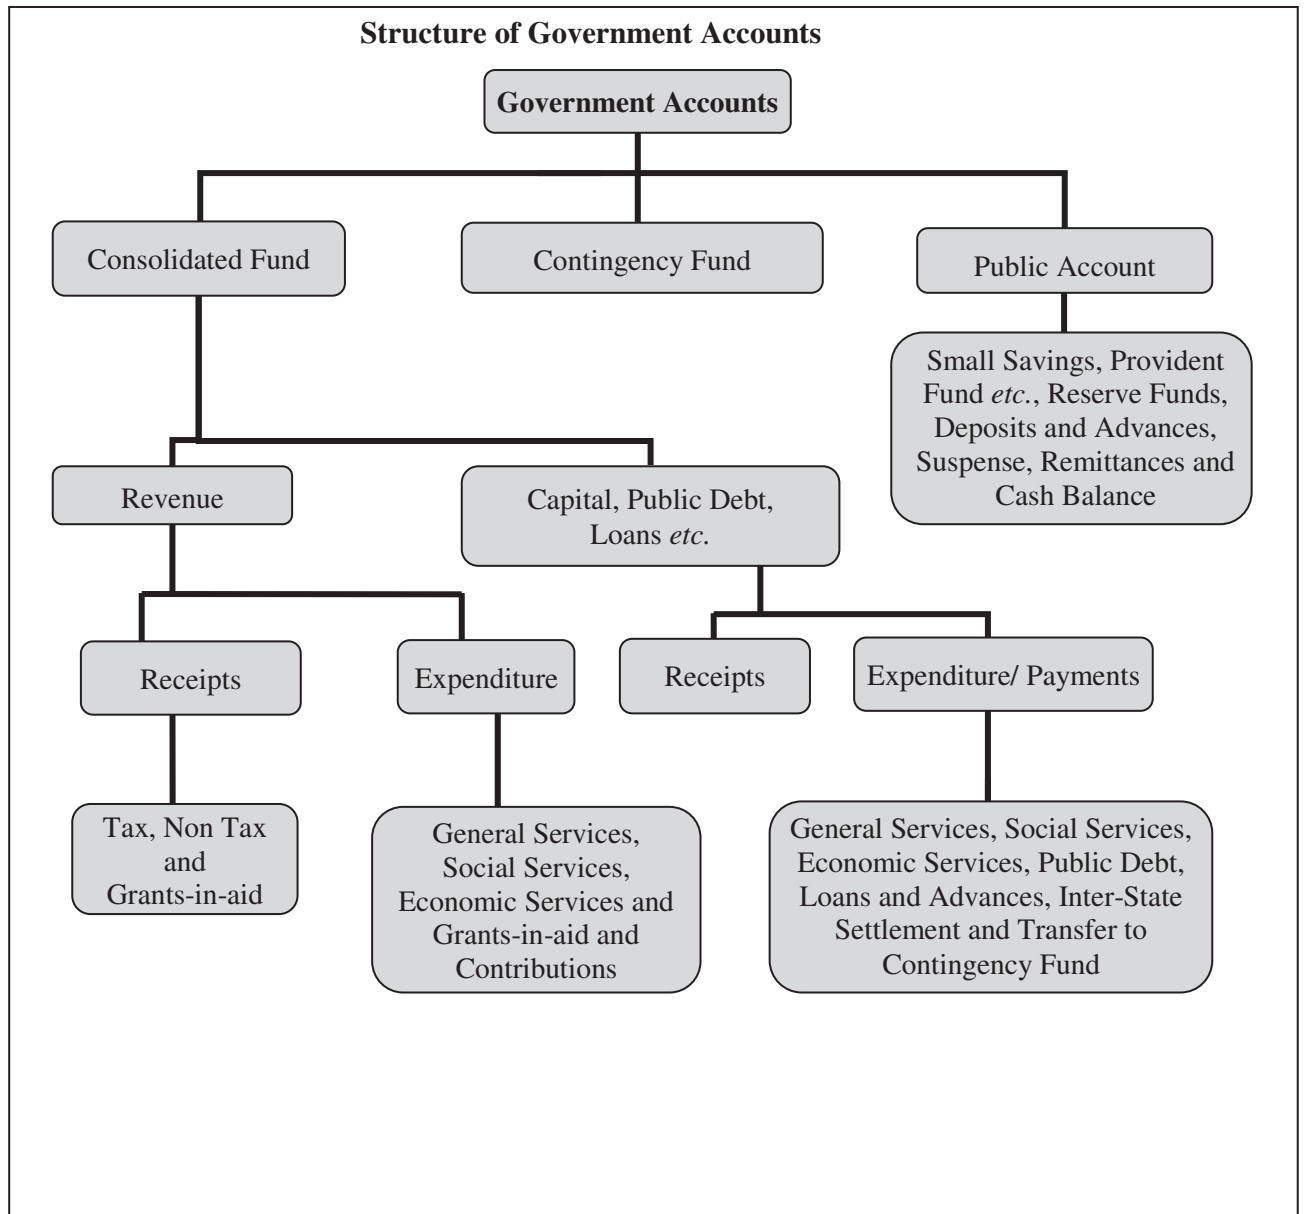 Structure of Government Accounts
Government Accounts
Consolidated Fund
Contingency Fund
Public Account
Small Savings, Provident
Fund etc., Reserve Funds,
Deposits and Advances,
Suspense, Remittances and
Cash Balance
Revenue
Capital, Public Debt,
Loans etc.
Receipts
Expenditure
Receipts
Expenditure/ Payments
Tax, Non Tax
and
Grants-in-aid
General Services,
Social Services,
Economic Services and
Grants-in-aid and
Contributions
General Services, Social Services,
Economic Services, Public Debt,
Loans and Advances, Inter-State
Settlement and Transfer to
Contingency Fund